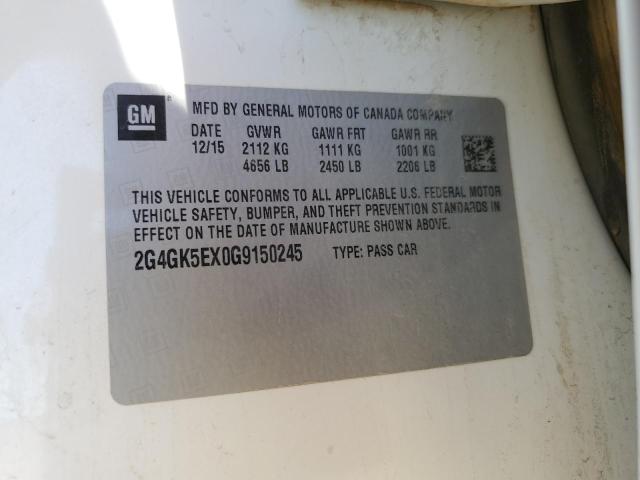 GM ®
MFD BY GENERAL MOTORS OF CANADA COMPANY
DATE GVWR GAWR FRT GAWR RR
12/15 2112 KG 1111 KG 1001 KG
4656 LB 2450 LB 2206 LB
THIS VEHICLE CONFORMS TO ALL APPLICABLE U.S. FEDERAL MOTOR
VEHICLE SAFETY, BUMPER, AND THEFT PREVENTION STANDARDS IN
EFFECT ON THE DATE OF MANUFACTURE SHOWN ABOVE.
2G4GK5EX0G9150245 TYPE: PASS CAR